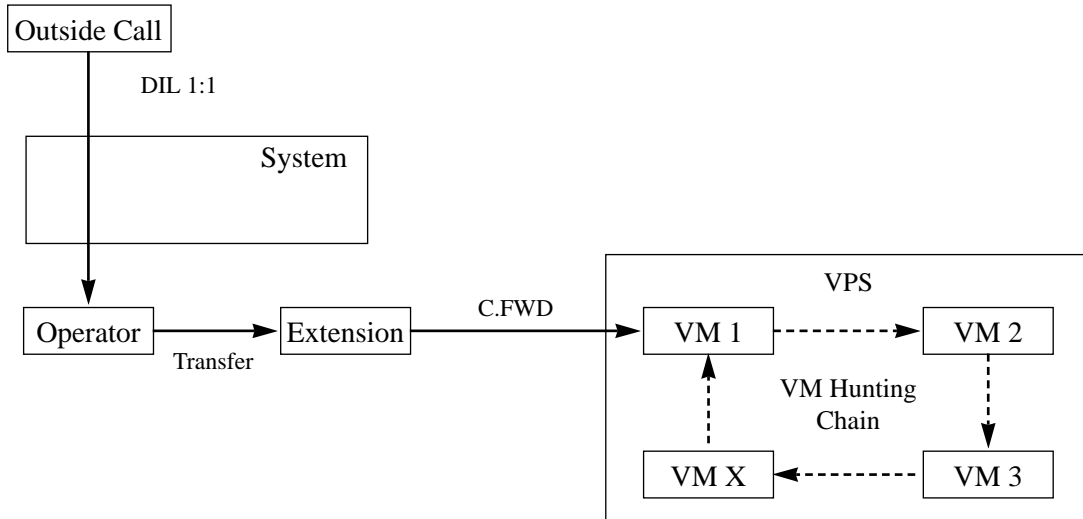 Outside Call
DIL 1:1
System
VPS
Operator
Transfer
Extension
C.FWD
VM 1
VM 2
VM Hunting
Chain
VM X
VM 3